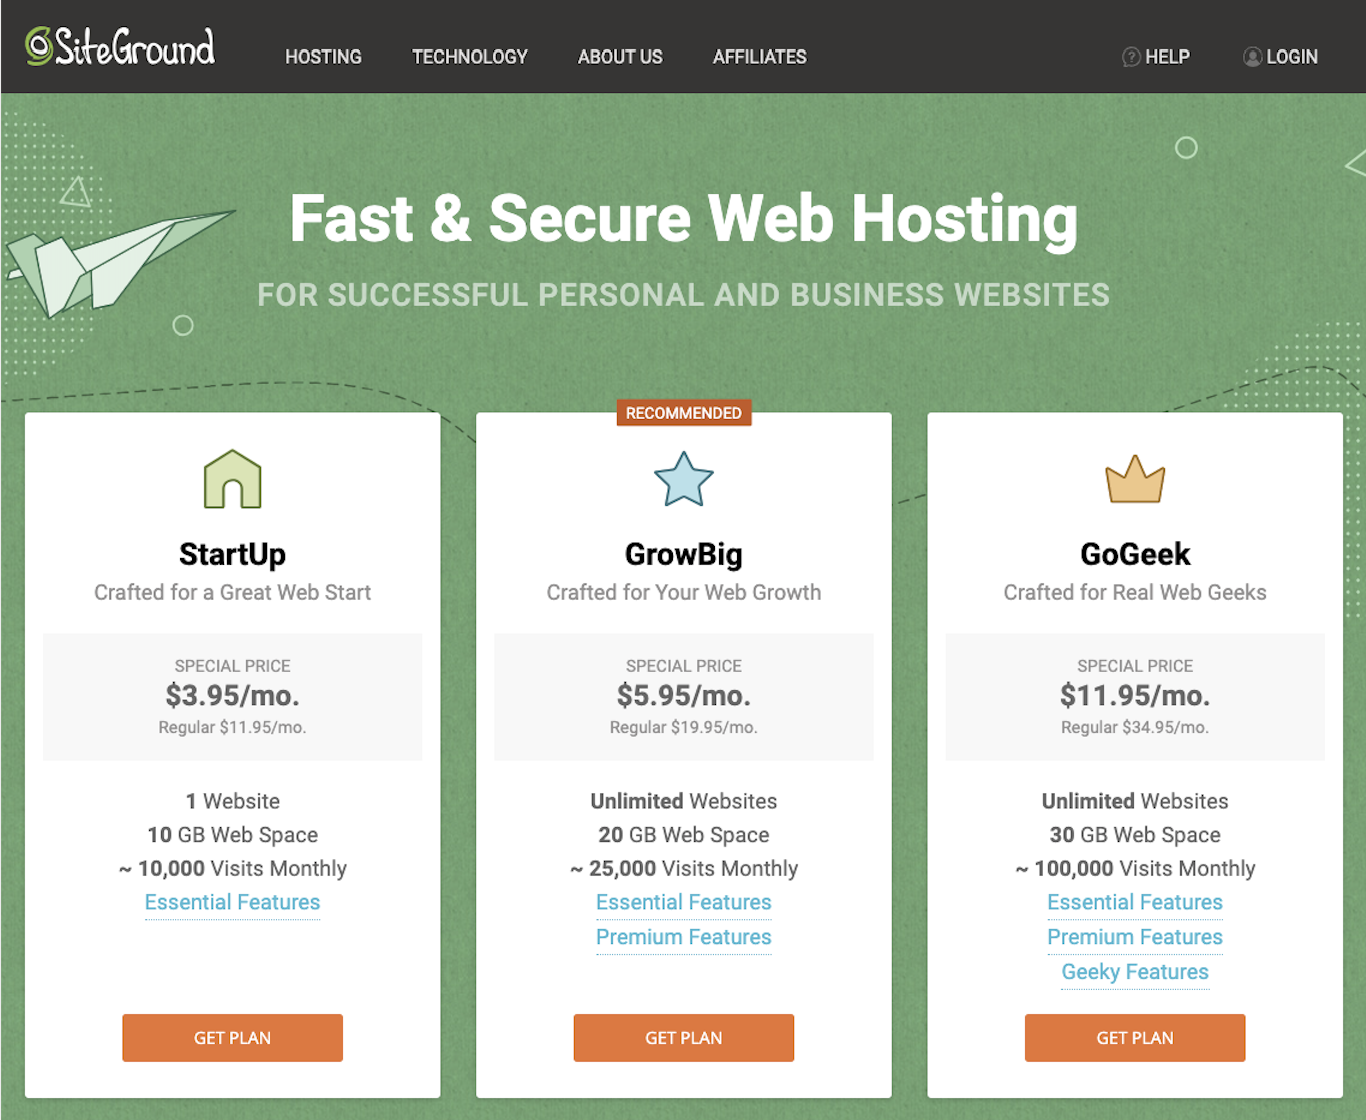 SiteGround
HOSTING
TECHNOLOGY
ABOUT US
AFFILIATES
HELP
LOGIN
Fast & Secure Web Hosting
FOR SUCCESSFUL PERSONAL AND BUSINESS WEBSITES
StartUp
Crafted for a Great Web Start
SPECIAL PRICE
$3.95/mo.
Regular $11.95/mo.
1 Website
10 GB Web Space
~ 10,000 Visits Monthly
Essential Features
GET PLAN
RECOMMENDED
GrowBig
Crafted for Your Web Growth
SPECIAL PRICE
$5.95/mo.
Regular $19.95/mo.
Unlimited Websites
20 GB Web Space
~ 25,000 Visits Monthly
Essential Features
Premium Features
GET PLAN
GoGeek
Crafted for Real Web Geeks
SPECIAL PRICE
$11.95/mo.
Regular $34.95/mo.
Unlimited Websites
30 GB Web Space
~ 100,000 Visits Monthly
Essential Features
Premium Features
Geeky Features
GET PLAN